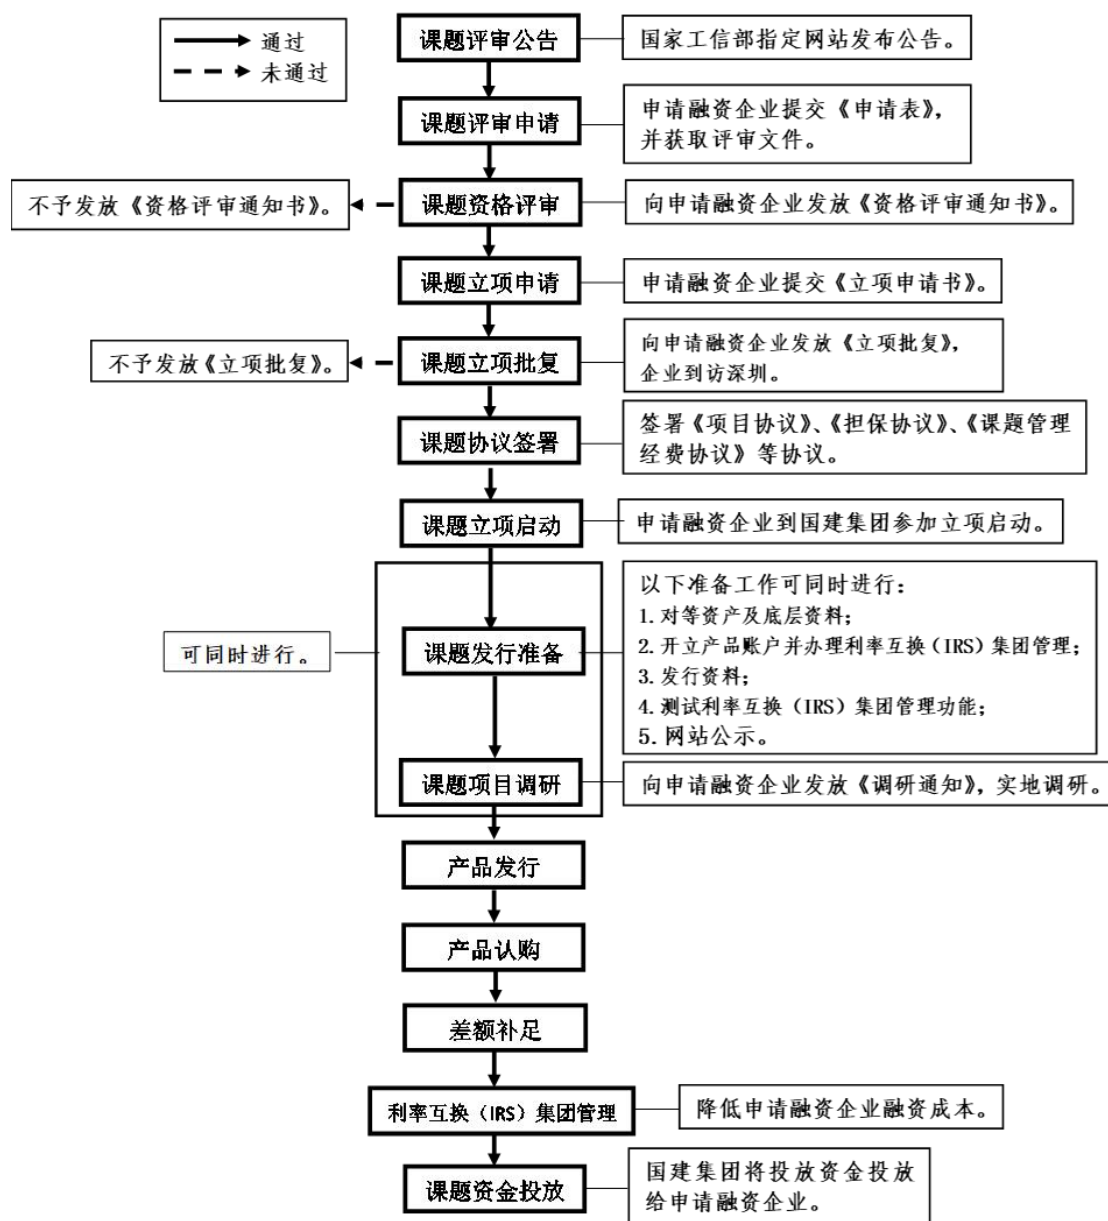 通过
未通过
课题评审公告
国家工信部指定网站发布公告。
课题评审申请
申请融资企业提交《申请表》，
并获取评审文件。
不予发放《资格评审通知书》。
课题资格评审
向申请融资企业发放《资格评审通知书》。
课题立项申请
申请融资企业提交《立项申请书》。
不予发放《立项批复》。
课题立项批复
向申请融资企业发放《立项批复》，
企业到访深圳。
课题协议签署
签署《项目协议》、《担保协议》、《课题管理
经费协议》等协议。
课题立项启动
申请融资企业到国建集团参加立项启动。
可同时进行。
课题发行准备
以下准备工作可同时进行：
1.对等资产及底层资料；
2.开立产品账户并办理利率互换（IRS）集团管理；
3.发行资料；
4.测试利率互换（IRS）集团管理功能；
5.网站公示。
课题项目调研
向申请融资企业发放《调研通知》，实地调研。
产品发行
产品认购
差额补足
利率互换（IRS）集团管理
降低申请融资企业融资成本。
课题资金投放
国建集团将投放资金投放
给申请融资企业。